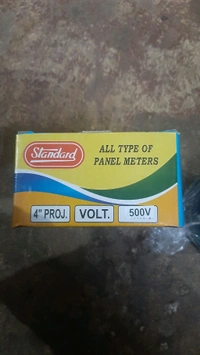 Standard
ALL TYPE OF
PANEL METERS
4" PROJ.
VOLT.
500V